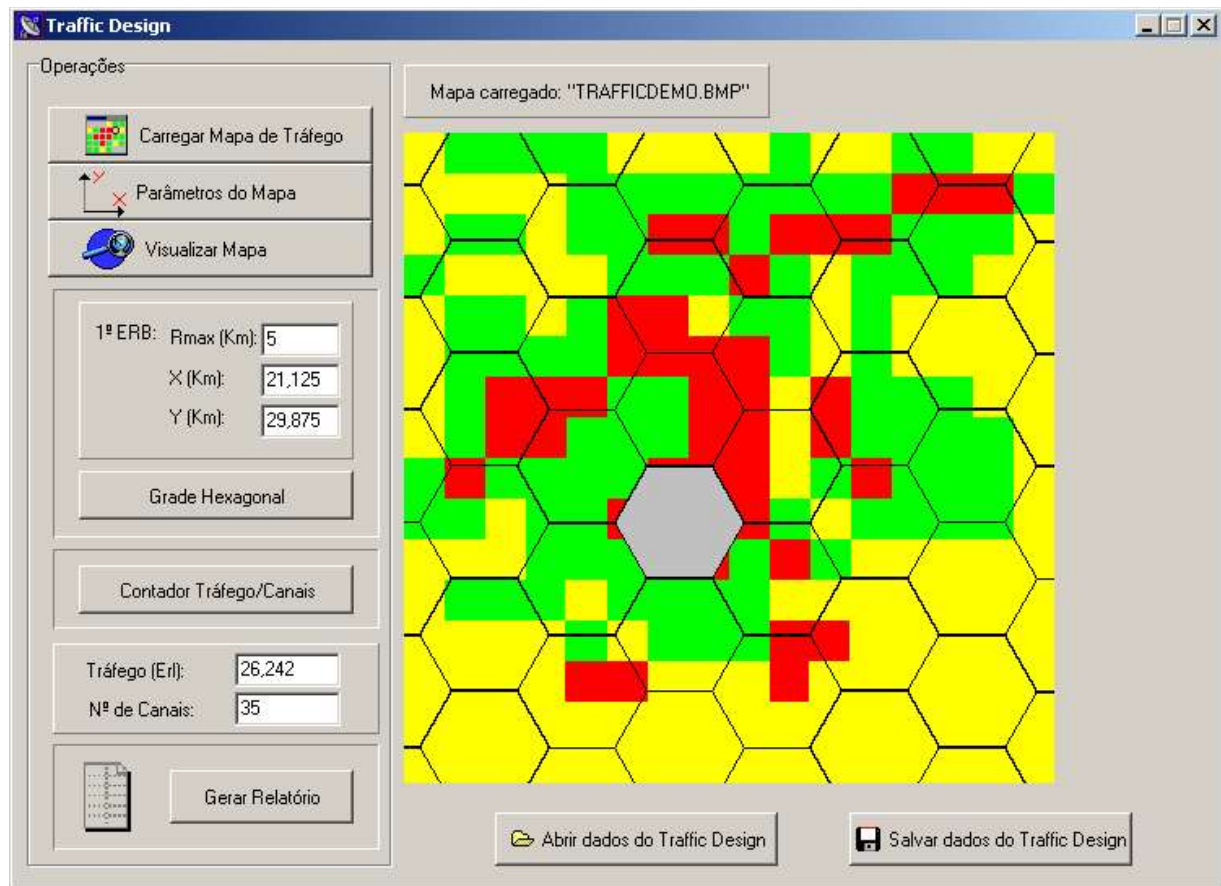 Traffic Design
Operações
Carregar Mapa de Tráfego
Parâmetros do Mapa
Visualizar Mapa
1ª ERB:
Rmax (Km): 5
X (Km): 21,125
Y (Km): 29,875
Grade Hexagonal
Contador Tráfego/Canais
Tráfego (Erl): 26,242
Nª de Canais: 35
Gerar Relatório
Mapa carregado: "TRAFFICDEMO.BMP"
Abrir dados do Traffic Design
Salvar dados do Traffic Design